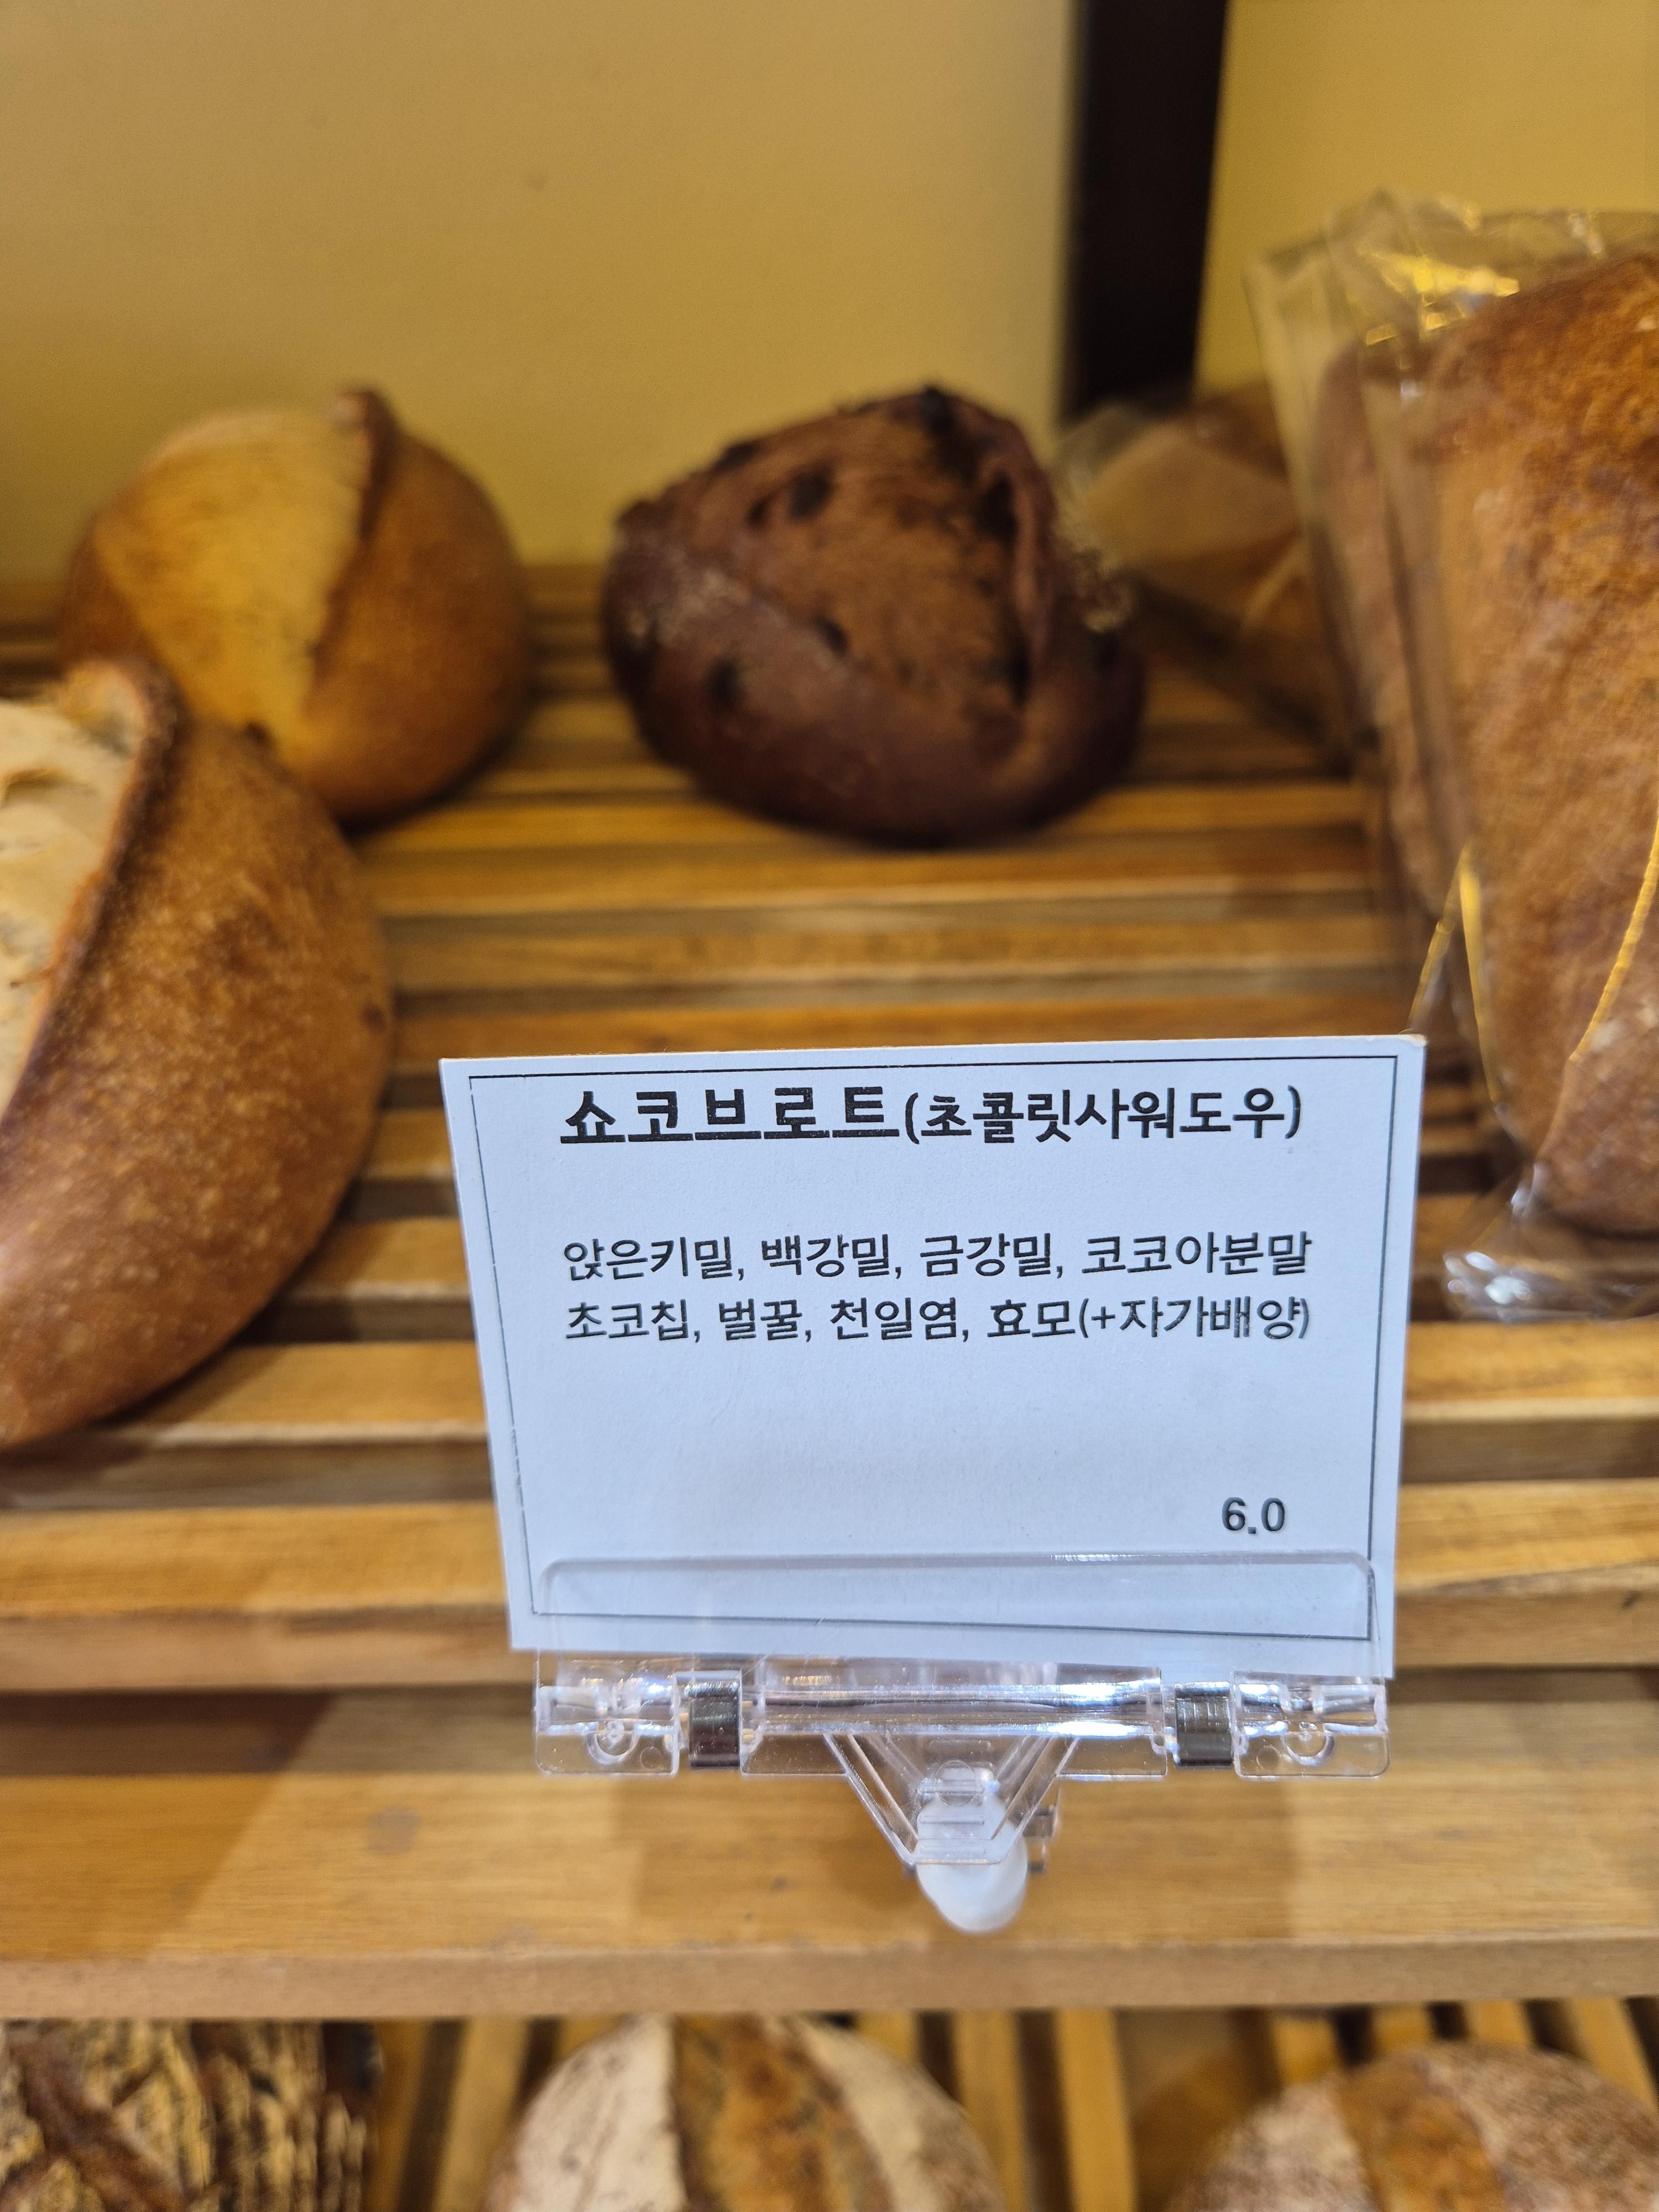 쇼코브로트(초콜릿사워도우)
앉은키밀, 백강밀, 금강밀, 코코아분말
초코칩, 벌꿀, 천일염, 효모(+자가배양)
6.0